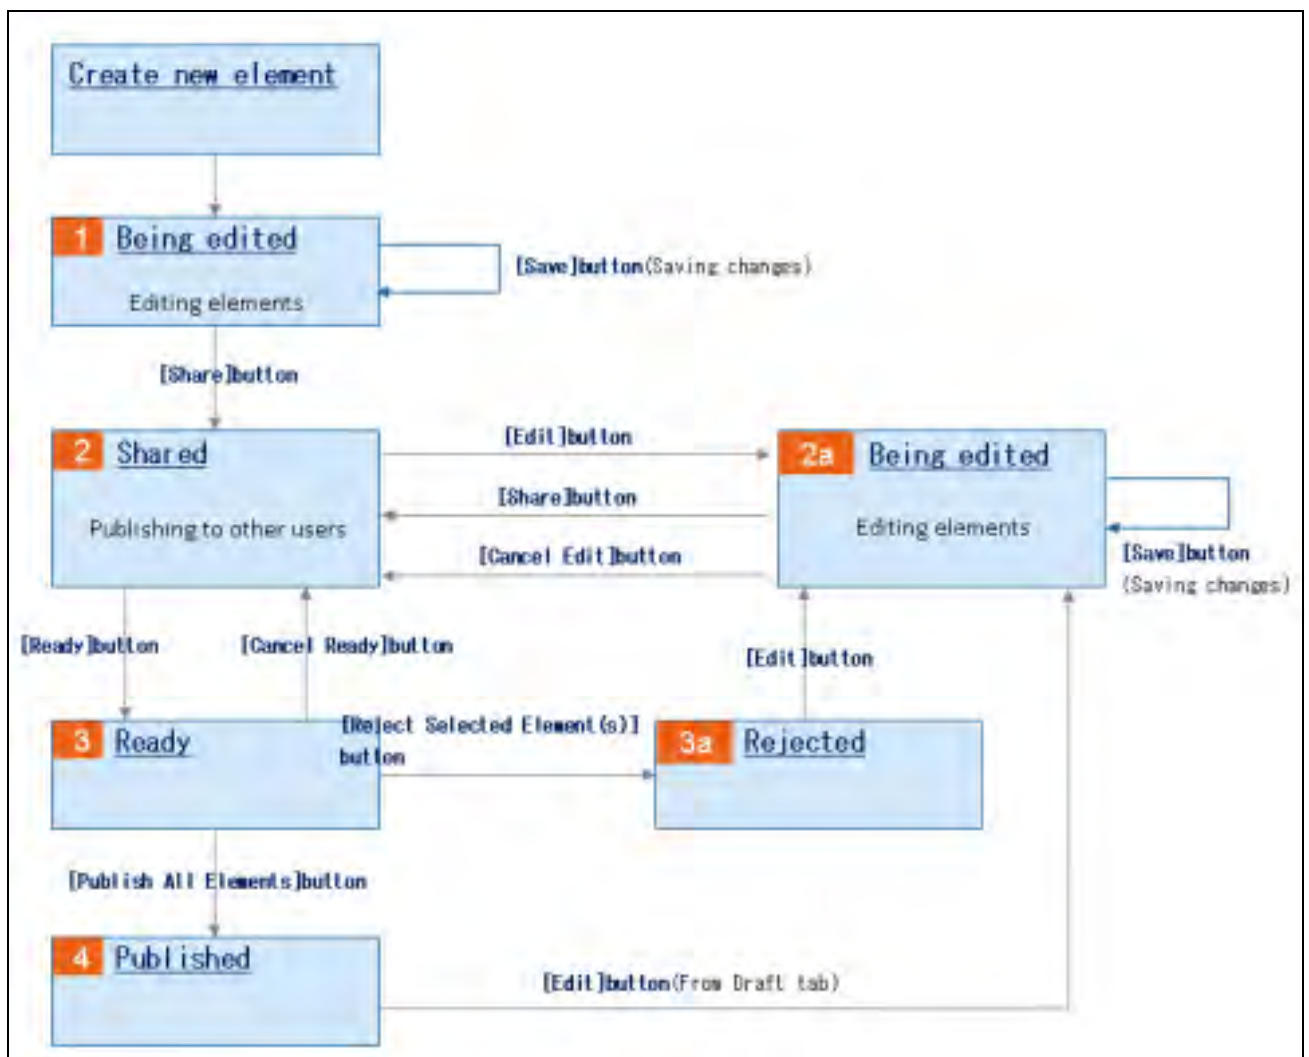 Create new element
1 Being edited
[Save]button(Saving changes)
Editing elements
[Share]button
2 Shared
Publishing to other users
[Edit]button
[Share]button
[Cancel Edit]button
2a Being edited
Editing elements
[Save]button
(Saving changes)
[Ready]button
[Cancel Ready]button
[Edit]button
3 Ready
[Reject Selected Element(s)]
button
3a Rejected
[Publish All Elements]button
4 Published
[Edit]button(From Draft tab)